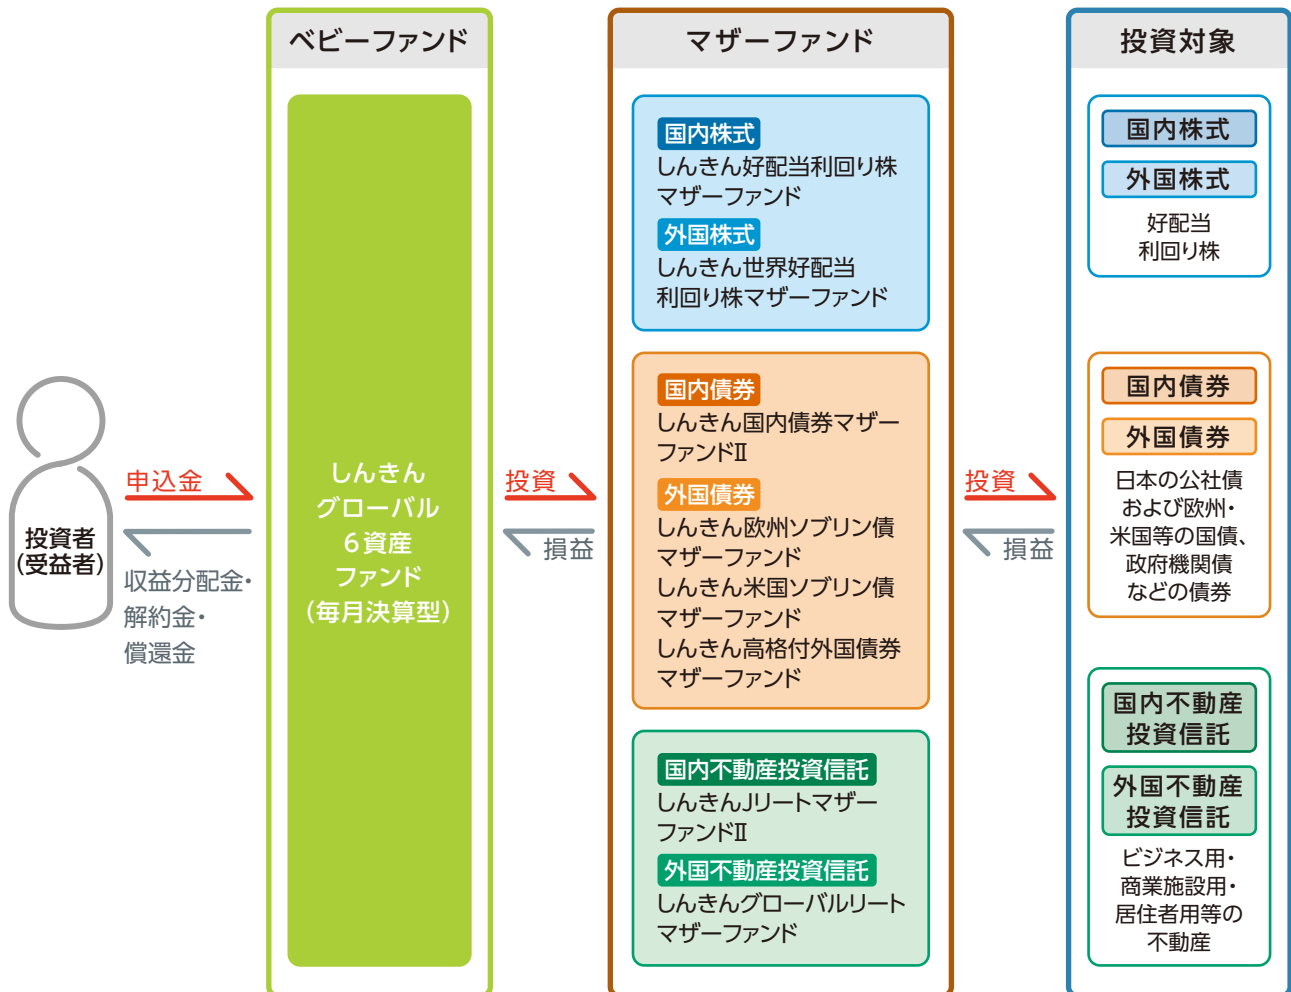 ベビーファンド
マザーファンド
投資対象
投資者
(受益者)
申込金
収益分配金・
解約金・
償還金
しんきん
グローバル
6資産
ファンド
(毎月決算型)
投資
損益
国内株式
しんきん好配当利回り株
マザーファンド
外国株式
しんきん世界好配当
利回り株マザーファンド
国内債券
しんきん国内債券マザー
ファンドⅡ
外国債券
しんきん欧州ソブリン債
マザーファンド
しんきん米国ソブリン債
マザーファンド
しんきん高格付外国債券
マザーファンド
国内不動産投資信託
しんきんJリートマザー
ファンドⅡ
外国不動産投資信託
しんきんグローバルリート
マザーファンド
投資
損益
国内株式
外国株式
好配当
利回り株
国内債券
外国債券
日本の公社債
および欧州・
米国等の国債、
政府機関債
などの債券
国内不動産
投資信託
外国不動産
投資信託
ビジネス用・
商業施設用・
居住者用等の
不動産